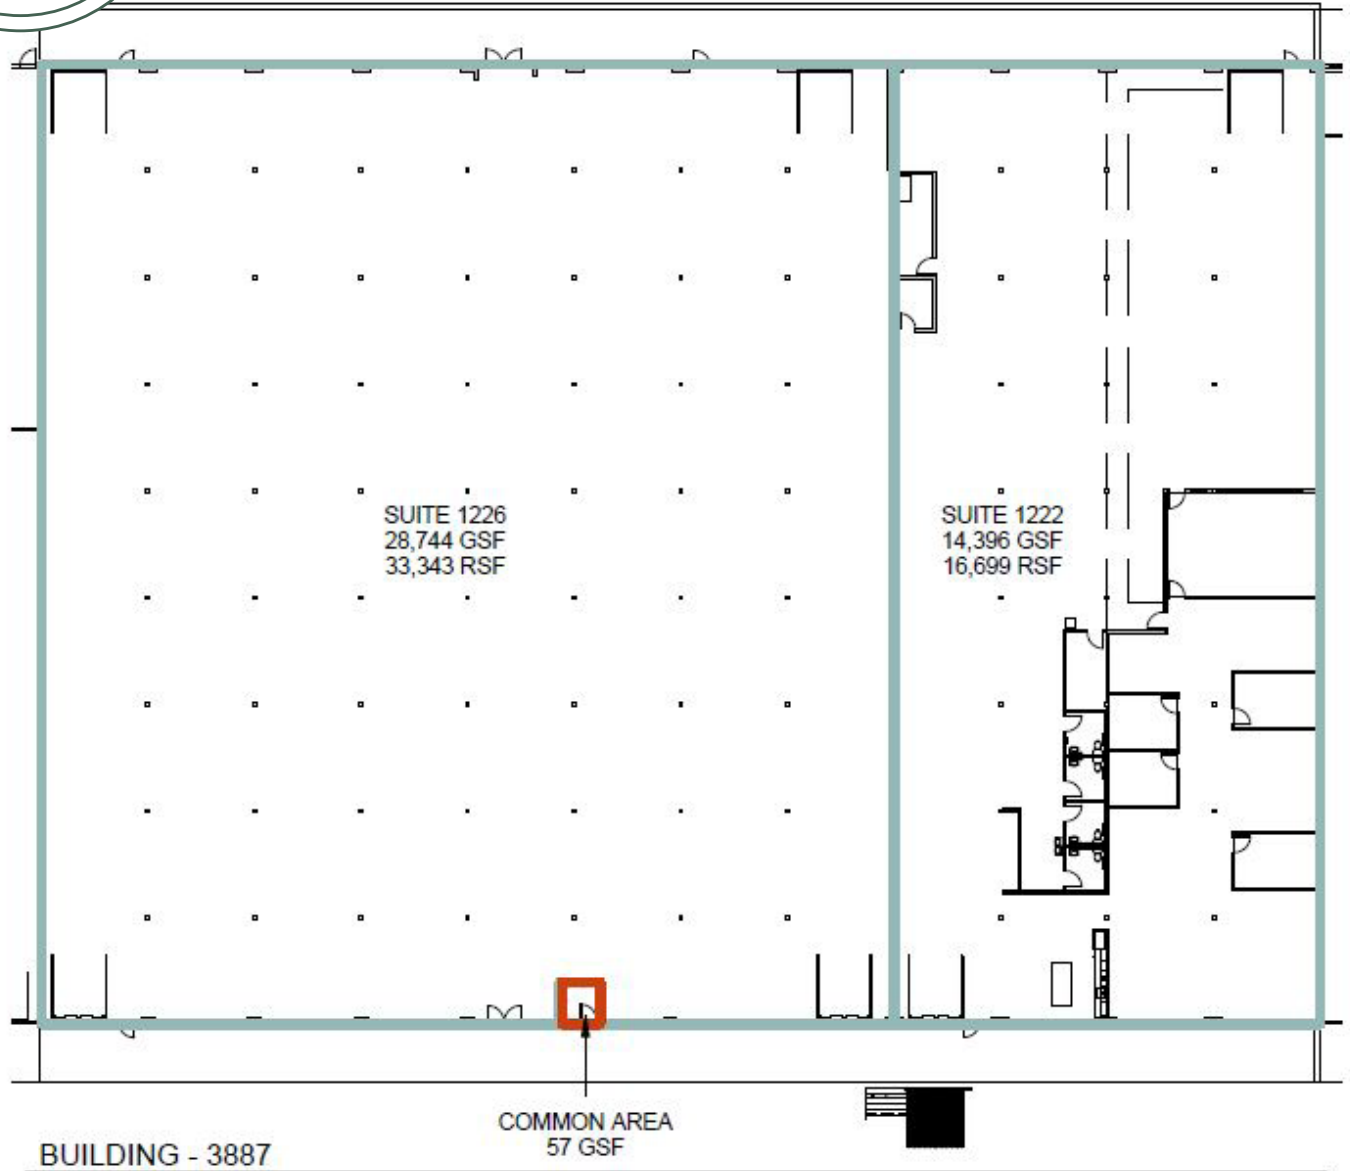 SUITE 1226
28,744 GSF
33,343 RSF
SUITE 1222
14,396 GSF
16,699 RSF
COMMON AREA
57 GSF
BUILDING - 3887